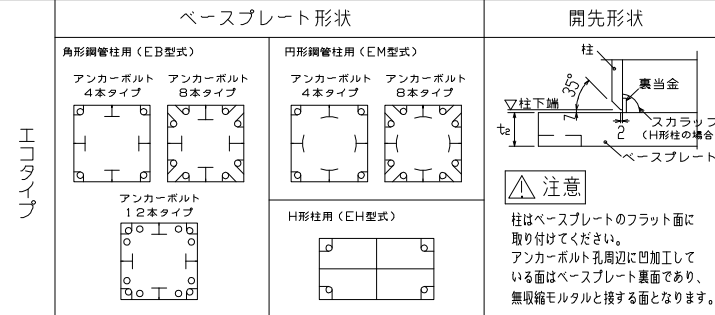 ベースプレート形状
開先形状
エコタイプ
角形鋼管柱用(EB型式)
アンカーボルト
4本タイプ
アンカーボルト
8本タイプ
アンカーボルト
12本タイプ
円形鋼管柱用(EM型式)
アンカーボルト
4本タイプ
アンカーボルト
8本タイプ
H形柱用(EH型式)
柱
35°
裏当金
▽柱下端
スカラップ
(H形柱の場合
2
ベースプレート
注意
柱はベースプレートのフラット面に
取り付けてください。
アンカーボルト孔周辺に凹加工して
いる面はベースプレート裏面であり、
無収縮モルタルと接する面となります。